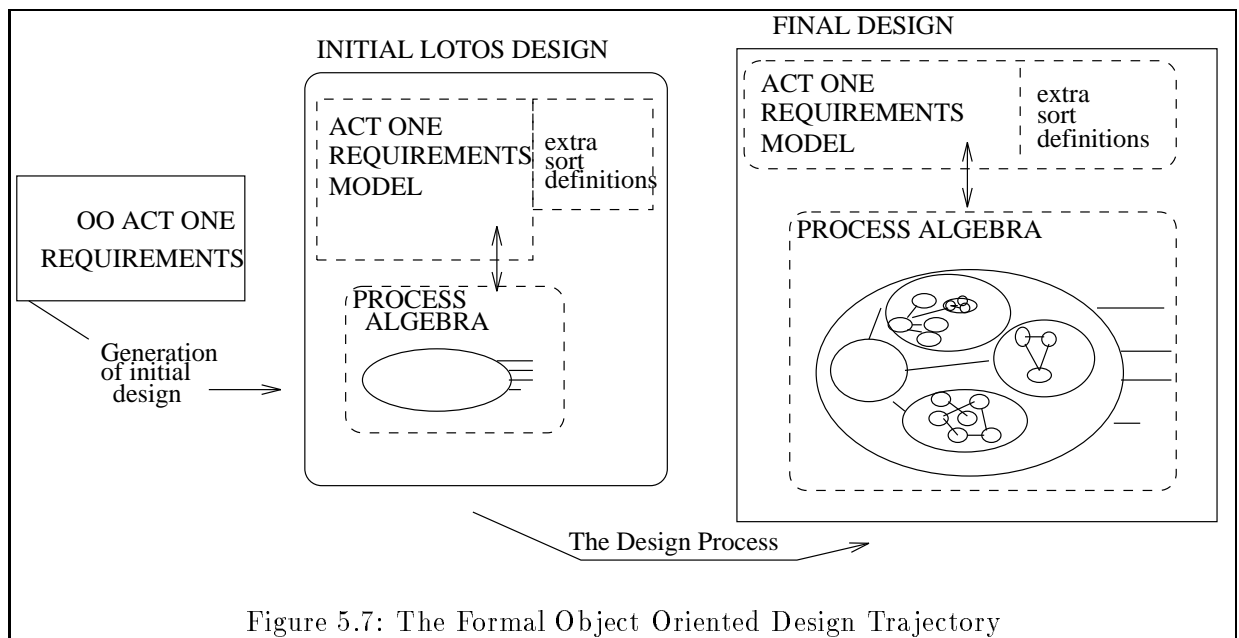 INITIAL LOTOS DESIGN
FINAL DESIGN
ACT ONE
REQUIREMENTS
MODEL
extra
sort
definitions
ACT ONE
REQUIREMENTS
MODEL
extra
sort
definitions
OO ACT ONE
REQUIREMENTS
PROCESS
ALGEBRA
PROCESS ALGEBRA
Generation
of initial
design
The Design Process
Figure 5.7: The Formal Object Oriented Design Trajectory